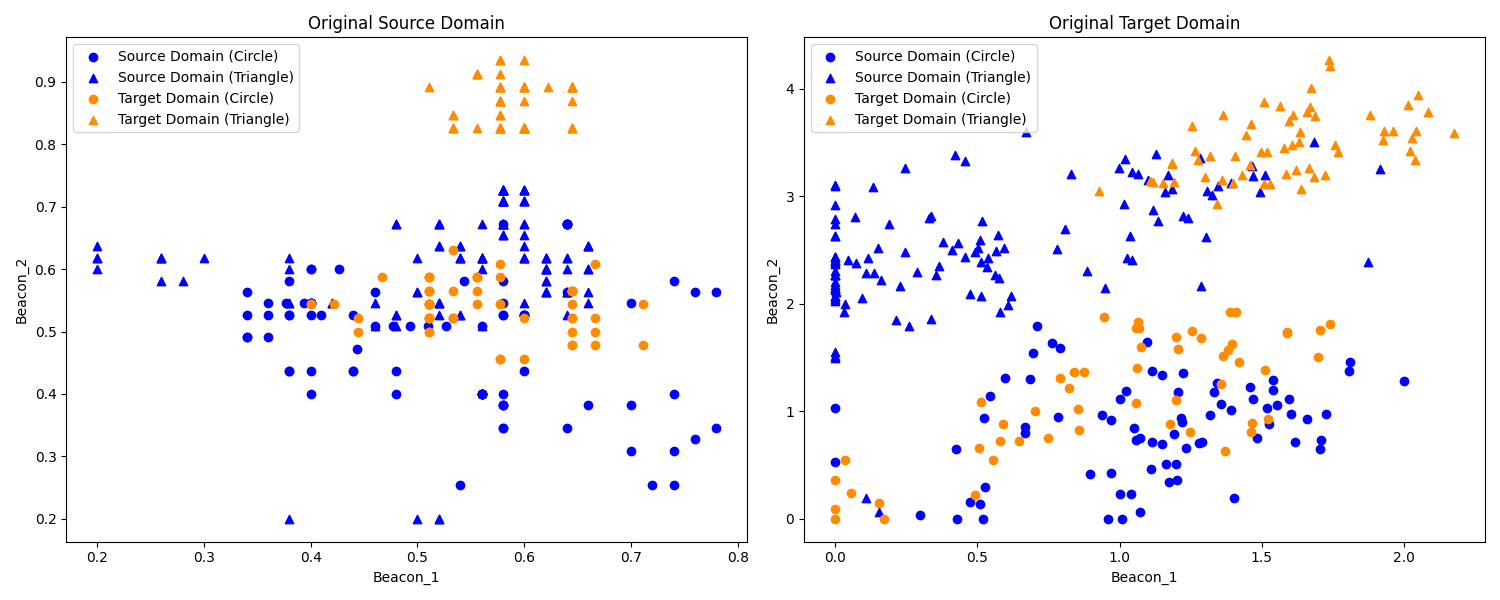 Original Source Domain
Source Domain (Circle)
Source Domain (Triangle)
Target Domain (Circle)
Target Domain (Triangle)
0.9
0.8
0.7
0.6
0.5
0.4
0.3
0.2
Beacon_2
0.2 0.3 0.4 0.5 0.6 0.7 0.8
Beacon_1
Original Target Domain
Source Domain (Circle)
Source Domain (Triangle)
Target Domain (Circle)
Target Domain (Triangle)
4
3
2
1
0
Beacon_2
0.0 0.5 1.0 1.5 2.0
Beacon_1